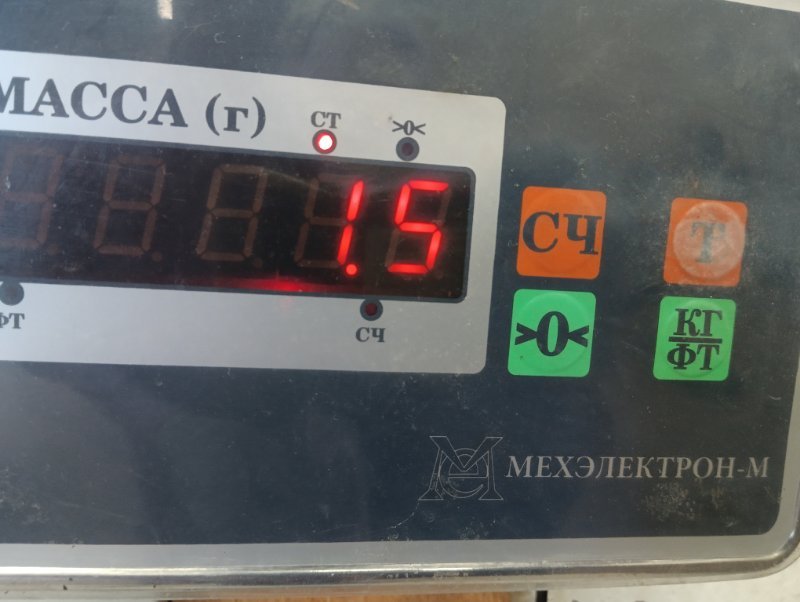 МАССА (г)
СТ >0<
1.5
ФТ СЧ
СЧ Т
>0< КГ
ФТ
МЕХЭЛЕКТРОН-М